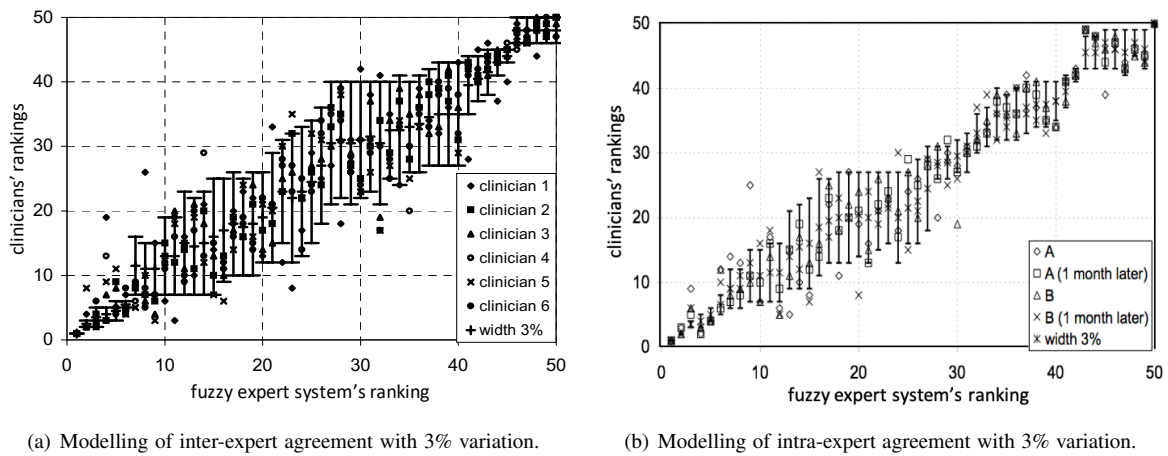 50
40
30
20
10
0
clinicians' rankings
0 10 20 30 40 50
fuzzy expert system's ranking
clinician 1
clinician 2
clinician 3
clinician 4
clinician 5
clinician 6
width 3%
(a) Modelling of inter-expert agreement with 3% variation.
50
40
30
20
10
0
clinicians' rankings
0 10 20 30 40 50
fuzzy expert system's ranking
A
A (1 month later)
B
B (1 month later)
width 3%
(b) Modelling of intra-expert agreement with 3% variation.